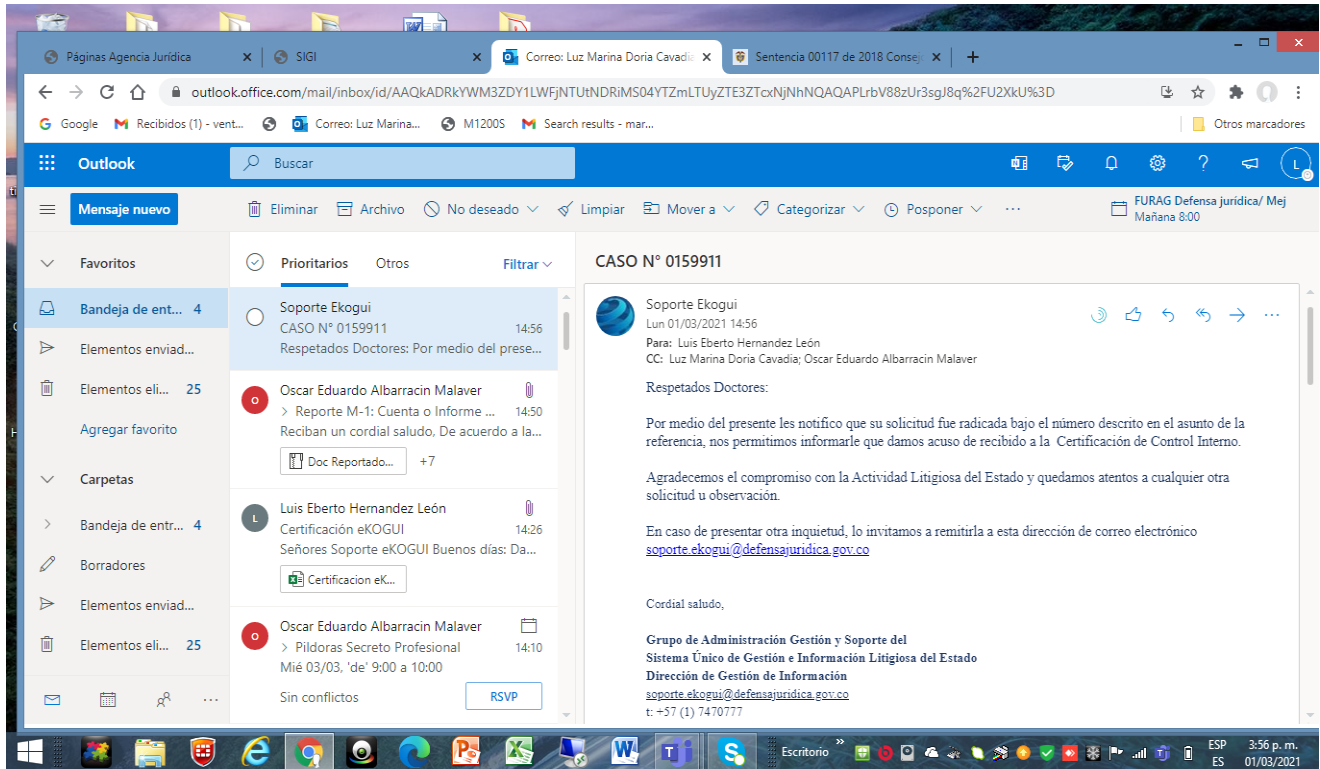 Páginas Agencia Jurídica
SIGI
Correo: Luz Marina Doria Cavadia
Sentencia 00117 de 2018 Consej
outlook.office.com/mail/inbox/id/AAQkADRkYWM3ZDY1LWFjNTUtNDRiMS04YTZmLTUyZTE3ZTcxNjNhNQAQAPLrbV88zUr3sgJ8q%2FU2XkU%3D
Google
Recibidos (1) - vent...
Correo: Luz Marina...
M1200S
Search results - mar...
Otros marcadores
Outlook
Buscar
L
Mensaje nuevo
Eliminar
Archivo
No deseado
Limpiar
Mover a
Categorizar
Posponer
FURAG Defensa jurídica/ Mej
Mañana 8:00
Favoritos
Bandeja de ent... 4
Elementos enviad...
Elementos eli... 25
Agregar favorito
Carpetas
Bandeja de entr... 4
Borradores
Elementos enviad...
Elementos eli... 25
Prioritarios
Otros
Filtrar
Soporte Ekogui
CASO N° 0159911 14:56
Respetados Doctores: Por medio del prese...
O
Oscar Eduardo Albarracin Malaver
> Reporte M-1: Cuenta o Informe ... 14:50
Reciban un cordial saludo, De acuerdo a la...
Doc Reportado... +7
L
Luis Eberto Hernandez León
Certificación eKOGUI 14:26
Señores Soporte eKOGUI Buenos días: Da...
Certificacion eK...
O
Oscar Eduardo Albarracin Malaver
> Pildoras Secreto Profesional 14:10
Mié 03/03, 'de' 9:00 a 10:00
Sin conflictos
RSVP
CASO N° 0159911
Soporte Ekogui
Lun 01/03/2021 14:56
Para: Luis Eberto Hernandez León
CC: Luz Marina Doria Cavadia; Oscar Eduardo Albarracin Malaver
Respetados Doctores:
Por medio del presente les notifico que su solicitud fue radicada bajo el número descrito en el asunto de la
referencia, nos permitimos informarle que damos acuso de recibido a la Certificación de Control Interno.
Agradecemos el compromiso con la Actividad Litigiosa del Estado y quedamos atentos a cualquier otra
solicitud u observación.
En caso de presentar otra inquietud, lo invitamos a remitirla a esta dirección de correo electrónico
soporte.ekogui@defensajuridica.gov.co
Cordial saludo,
Grupo de Administración Gestión y Soporte del
Sistema Único de Gestión e Información Litigiosa del Estado
Dirección de Gestión de Información
soporte.ekogui@defensajuridica.gov.co
t: +57 (1) 7470777
Escritorio
ESP
ES
3:56 p. m.
01/03/2021